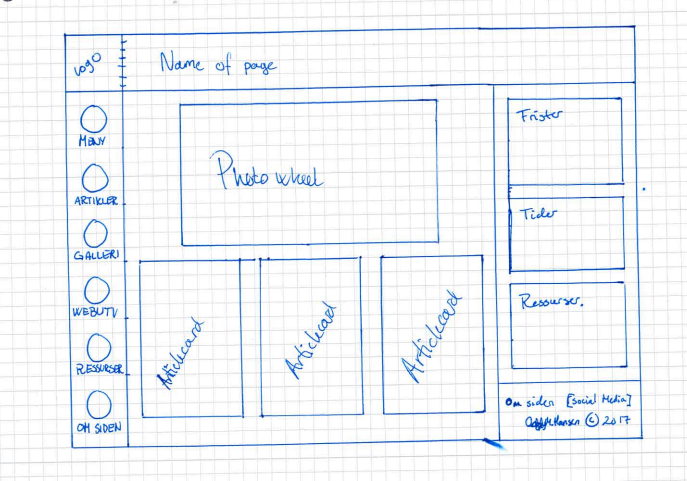 Logo
Name of page
MENY
ARTIKLER
GALLERI
WEBUTV
RESSURSER
OM SIDEN
Photo wheel
Articlecard
Articlecard
Articlecard
Frister
Tider
Ressurser.
Om siden [Social Media]
Hansen © 2017